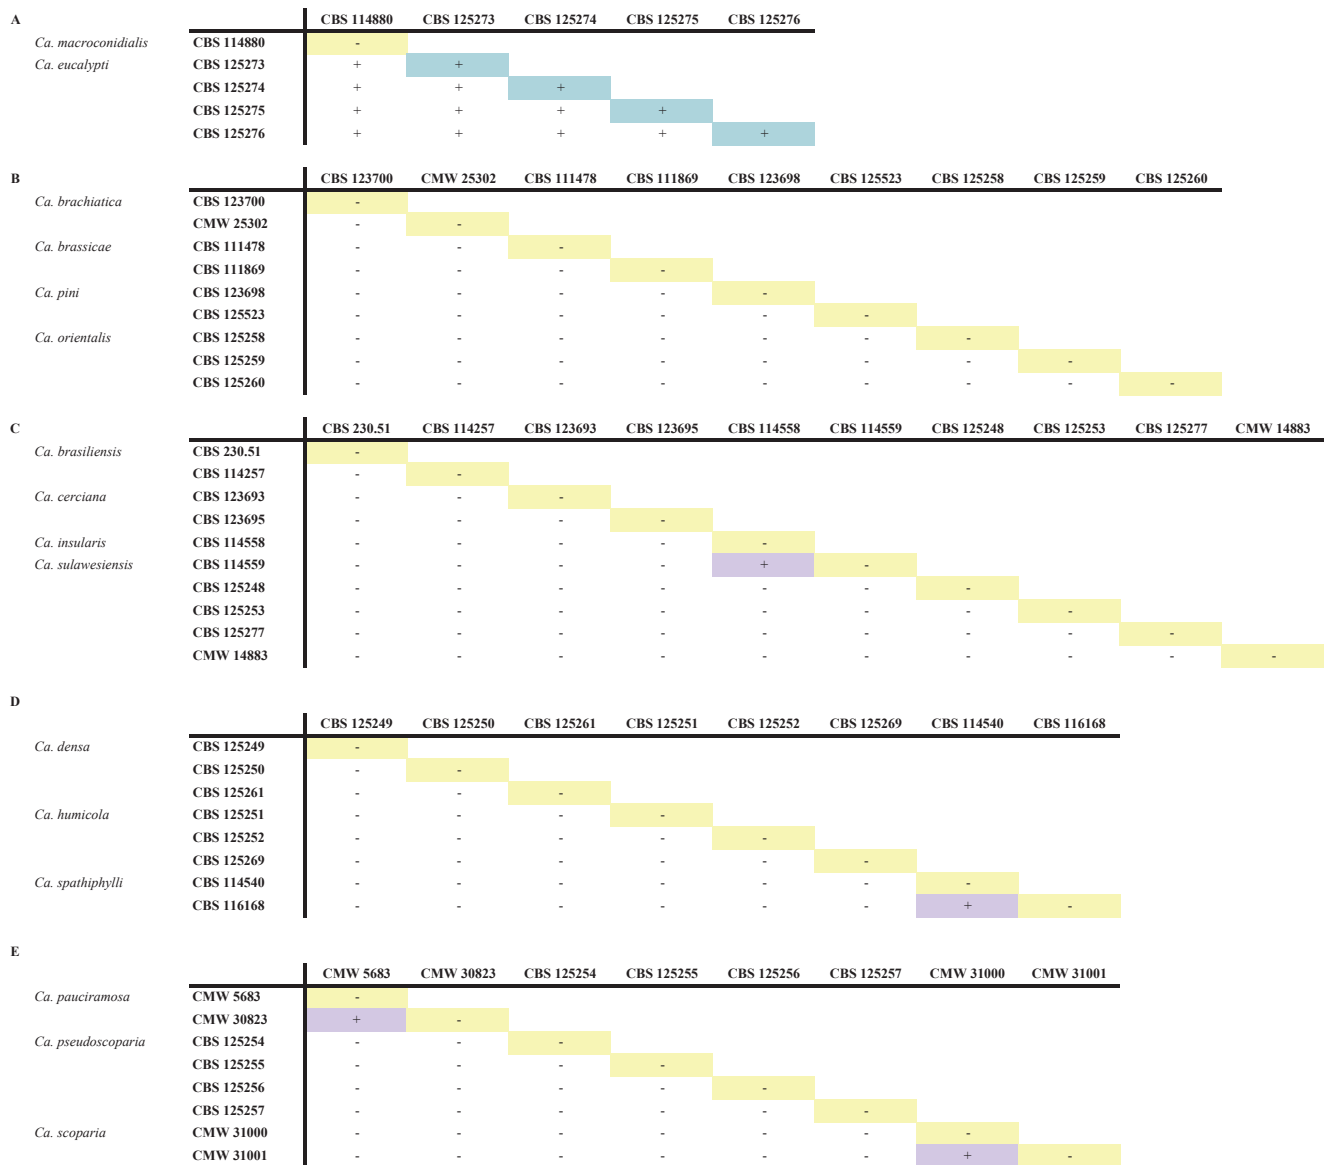 A CBS 114880 CBS 125273 CBS 125274 CBS 125275 CBS 125276
Ca. macroconidialis CBS 114880 -
Ca. eucalypti CBS 125273 + +
CBS 125274 + + +
CBS 125275 + + + +
CBS 125276 + + + + +
B CBS 123700 CMW 25302 CBS 111478 CBS 111869 CBS 123698 CBS 125523 CBS 125258 CBS 125259 CBS 125260
Ca. brachiatica CBS 123700 -
CMW 25302 - -
Ca. brassicae CBS 111478 - - -
CBS 111869 - - - -
Ca. pini CBS 123698 - - - - -
CBS 125523 - - - - - -
Ca. orientalis CBS 125258 - - - - - - -
CBS 125259 - - - - - - - -
CBS 125260 - - - - - - - - -
C CBS 230.51 CBS 114257 CBS 123693 CBS 123695 CBS 114558 CBS 114559 CBS 125248 CBS 125253 CBS 125277 CMW 14883
Ca. brasiliensis CBS 230.51 -
CBS 114257 - -
Ca. cerciana CBS 123693 - - -
CBS 123695 - - - -
Ca. insularis CBS 114558 - - - - -
Ca. sulawesiensis CBS 114559 - - - - + -
CBS 125248 - - - - - - -
CBS 125253 - - - - - - - -
CBS 125277 - - - - - - - - -
CMW 14883 - - - - - - - - - -
D
CBS 125249 CBS 125250 CBS 125261 CBS 125251 CBS 125252 CBS 125269 CBS 114540 CBS 116168
Ca. densa CBS 125249 -
CBS 125250 - -
CBS 125261 - - -
Ca. humicola CBS 125251 - - - -
CBS 125252 - - - - -
CBS 125269 - - - - - -
Ca. spathiphylli CBS 114540 - - - - - - -
CBS 116168 - - - - - - + -
E
CMW 5683 CMW 30823 CBS 125254 CBS 125255 CBS 125256 CBS 125257 CMW 31000 CMW 31001
Ca. pauciramosa CMW 5683 -
CMW 30823 + -
Ca. pseudoscoparia CBS 125254 - - -
CBS 125255 - - - -
CBS 125256 - - - - -
CBS 125257 - - - - - -
Ca. scoparia CMW 31000 - - - - - - -
CMW 31001 - - - - - - + -